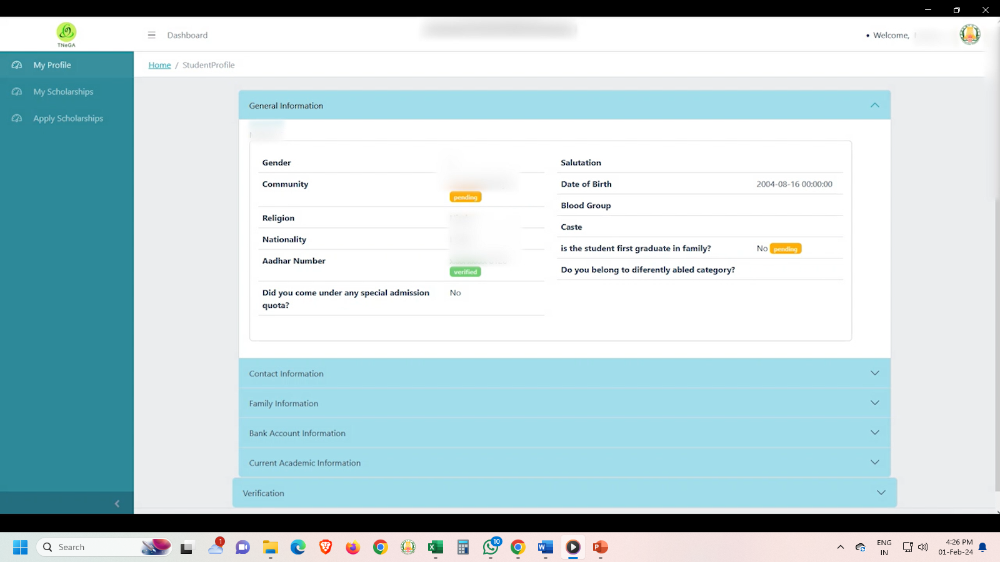 TNeGA
Dashboard
Welcome,
My Profile
My Scholarships
Apply Scholarships
Home / StudentProfile
General Information
Gender
Community
pending
Religion
Nationality
Aadhar Number
verified
Did you come under any special admission
quota?
No
Salutation
Date of Birth
2004-08-16 00:00:00
Blood Group
Caste
is the student first graduate in family?
No pending
Do you belong to diferently abled category?
Contact Information
Family Information
Bank Account Information
Current Academic Information
Verification
Search
1
10
ENG
IN
4:26 PM
01-Feb-24